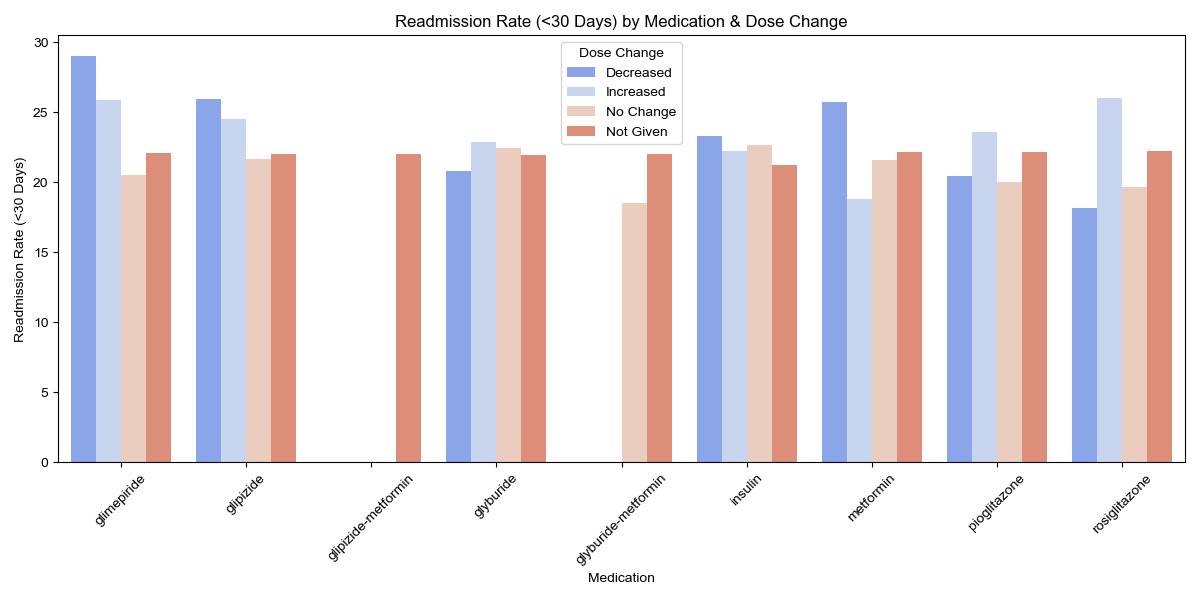 Readmission Rate (<30 Days) by Medication & Dose Change
Dose Change
Decreased
Increased
No Change
Not Given
Readmission Rate (<30 Days)
30
25
20
15
10
5
0
glimepiride
glipizide
glipizide-metformin
glyburide
glyburide-metformin
insulin
metformin
pioglitazone
rosiglitazone
Medication